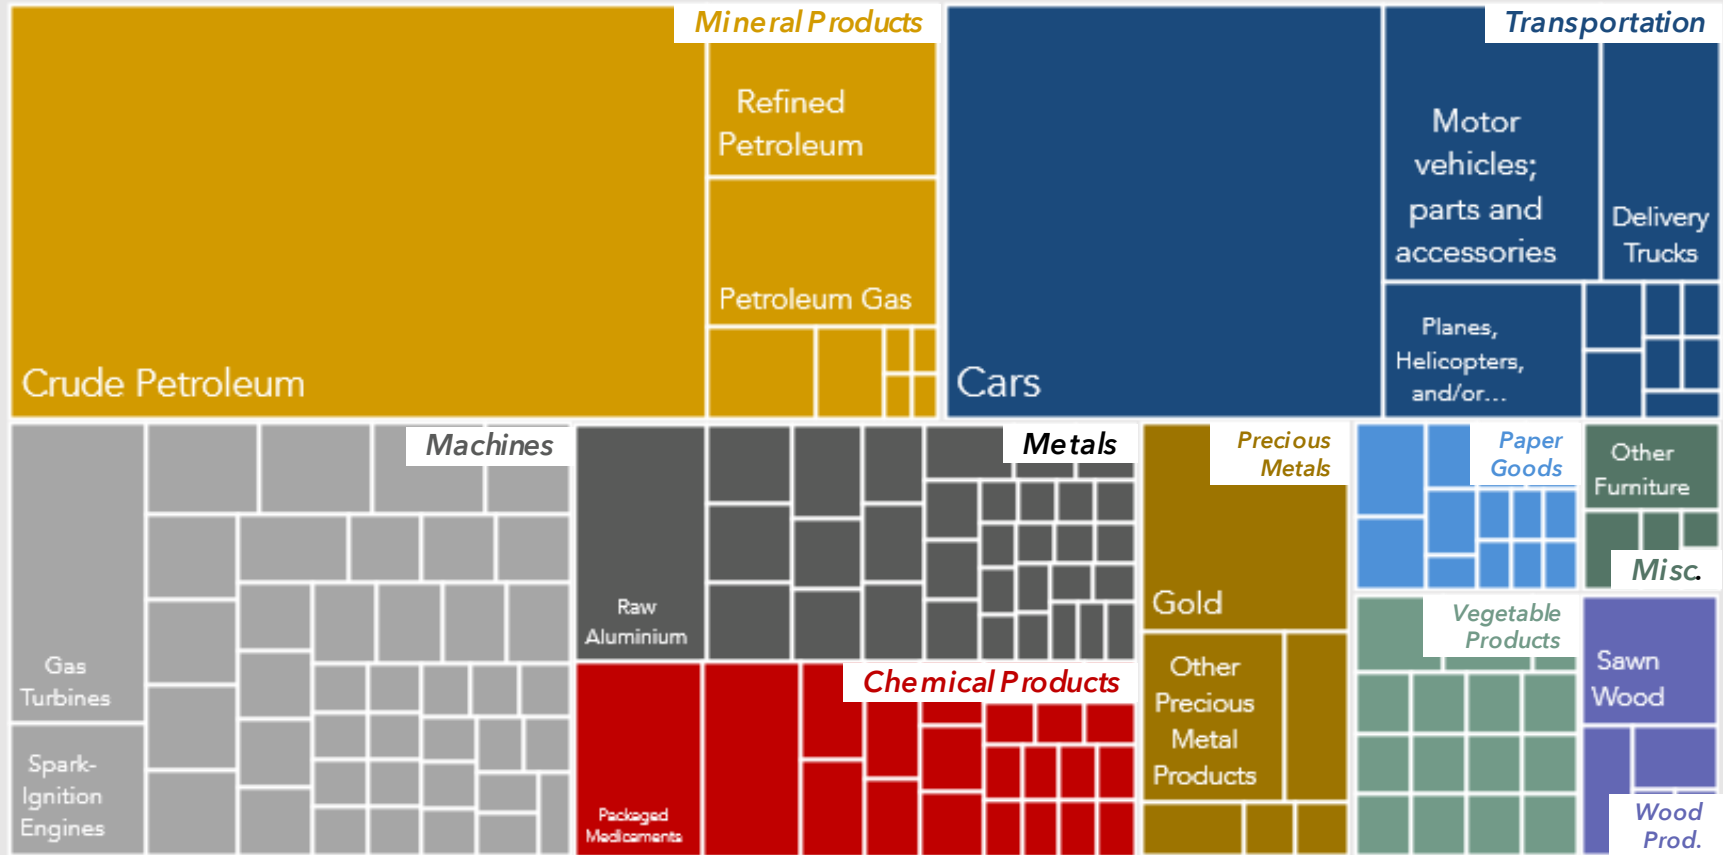 Mineral Products
Refined
Petroleum
Petroleum Gas
Crude Petroleum
Transportation
Motor
vehicles;
parts and
accessories
Delivery
Trucks
Planes,
Helicopters,
and/or...
Cars
Machines
Gas
Turbines
Spark-
Ignition
Engines
Metals
Raw
Aluminium
Chemical Products
Packaged
Medicaments
Precious
Metals
Gold
Other
Precious
Metal
Products
Paper
Goods
Other
Furniture
Misc.
Vegetable
Products
Sawn
Wood
Wood
Prod.